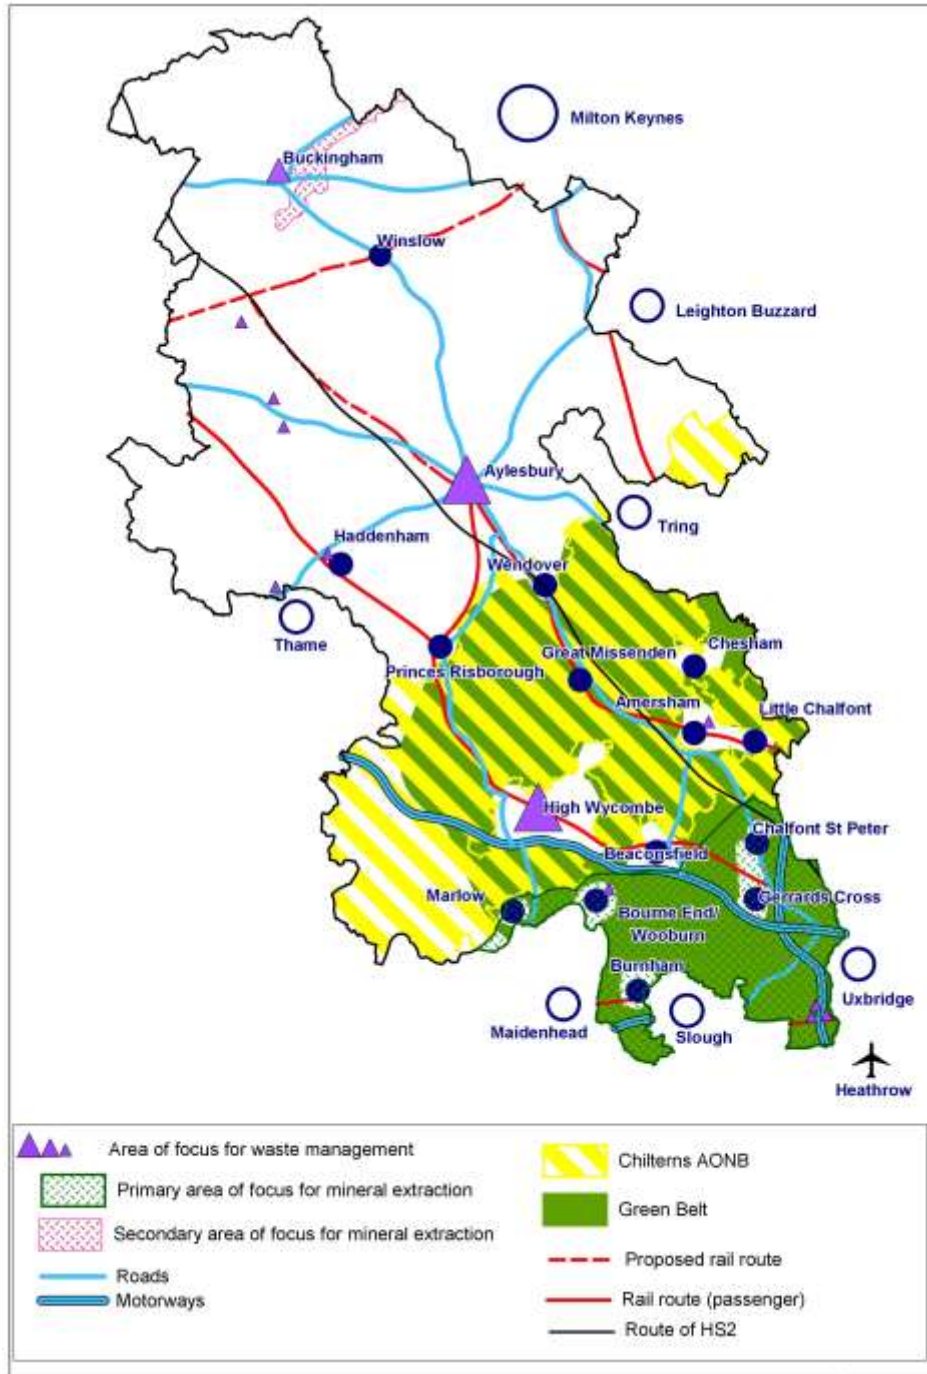 Milton Keynes
Buckingham
Winslow
Leighton Buzzard
Aylesbury
Tring
Haddenham
Wendover
Thame
Chesham
Great Missenden
Princes Risborough
Amersham
Little Chalfont
High Wycombe
Chalfont St Peter
Beaconsfield
Marlow
Gerrards Cross
Bourne End/
Wooburn
Burnham
Uxbridge
Maidenhead
Slough
Heathrow
Area of focus for waste management
Primary area of focus for mineral extraction
Secondary area of focus for mineral extraction
Roads
Motorways
Chilterns AONB
Green Belt
Proposed rail route
Rail route (passenger)
Route of HS2